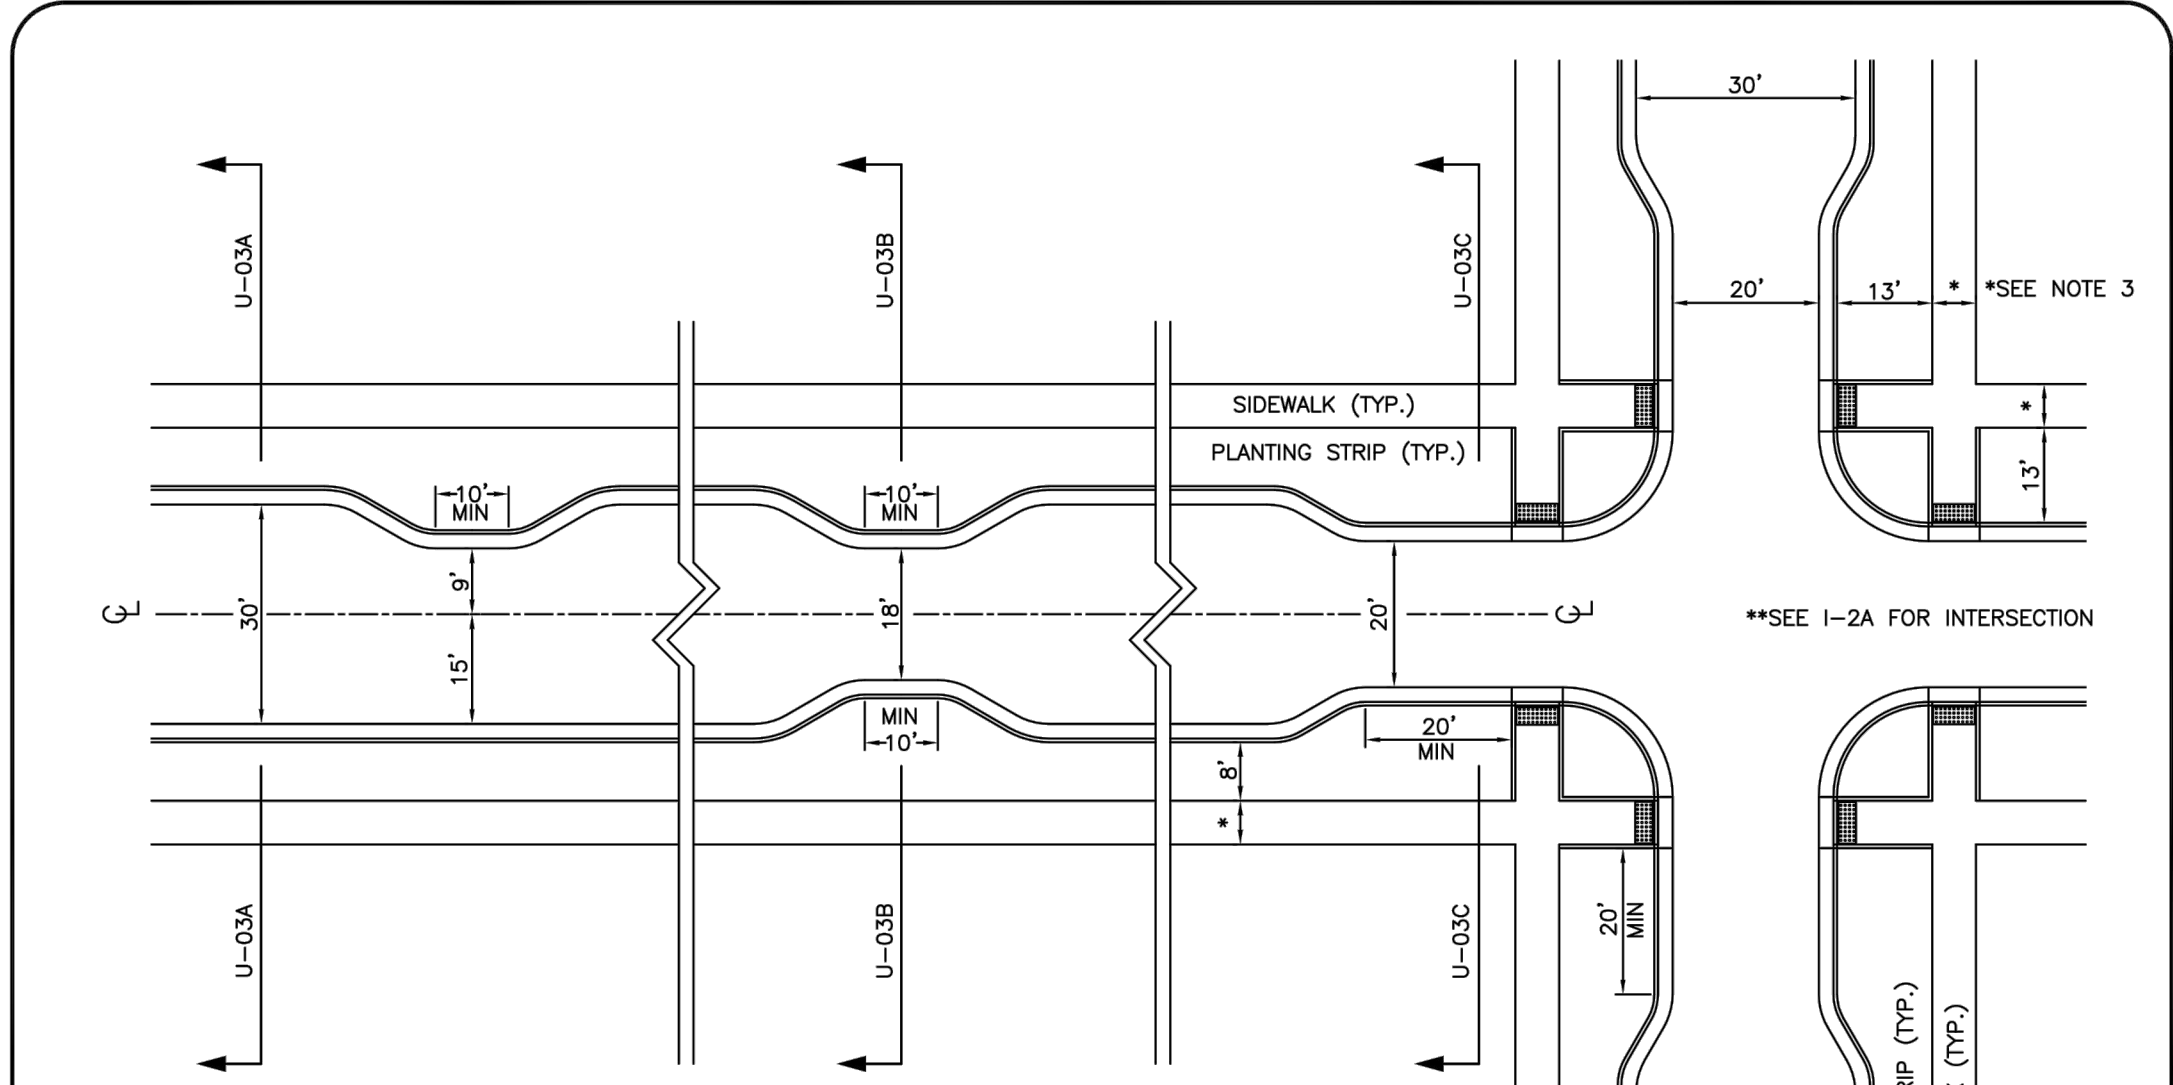 30'
U-03A
U-03B
U-03C
20'
13'
*
*SEE NOTE 3
SIDEWALK (TYP.)
*
PLANTING STRIP (TYP.)
13'
10'
MIN
10'
MIN
9'
℄
30'
18'
20'
℄
**SEE I-2A FOR INTERSECTION
15'
MIN
10'
20'
MIN
8'
*
U-03A
U-03B
U-03C
20'
MIN
(TYP.)
(TYP.)